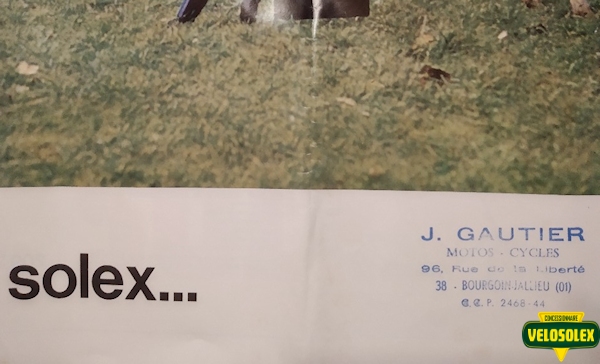 solex...
J. GAUTIER
MOTOS - CYCLES
96, Rue de la Liberté
38 - BOURGOIN-JALLIEU (01)
C. C. P. 2468-44
CONCESSIONNAIRE
VELOSOLEX